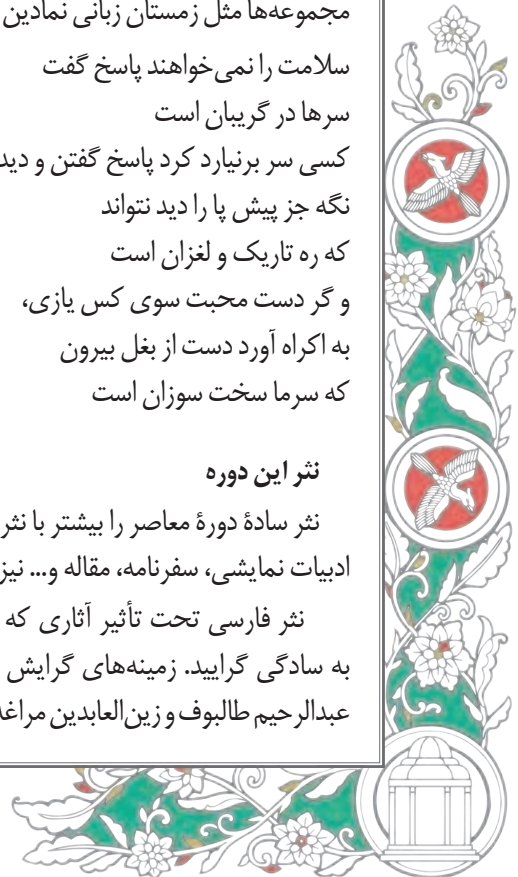 مجموعه‌ها مثل زمستان زبانی نمادین
سلامت را نمی‌خواهند پاسخ گفت
سرها در گریبان است
کسی سر برنیارد کرد پاسخ گفتن و دید
نگه جز پیش پا را دید نتواند
که ره تاریک و لغزان است
و گر دست محبت سوی کس یازی،
به اکراه آورد دست از بغل بیرون
که سرما سخت سوزان است
نثر این دوره
نثر سادهٔ دورهٔ معاصر را بیشتر با نثر
ادبیات نمایشی، سفرنامه، مقاله و... نیز
نثر فارسی تحت تأثیر آثاری که
به سادگی گرایید. زمینه‌های گرایش
عبدالرحیم طالبوف و زین‌العابدین مراغه